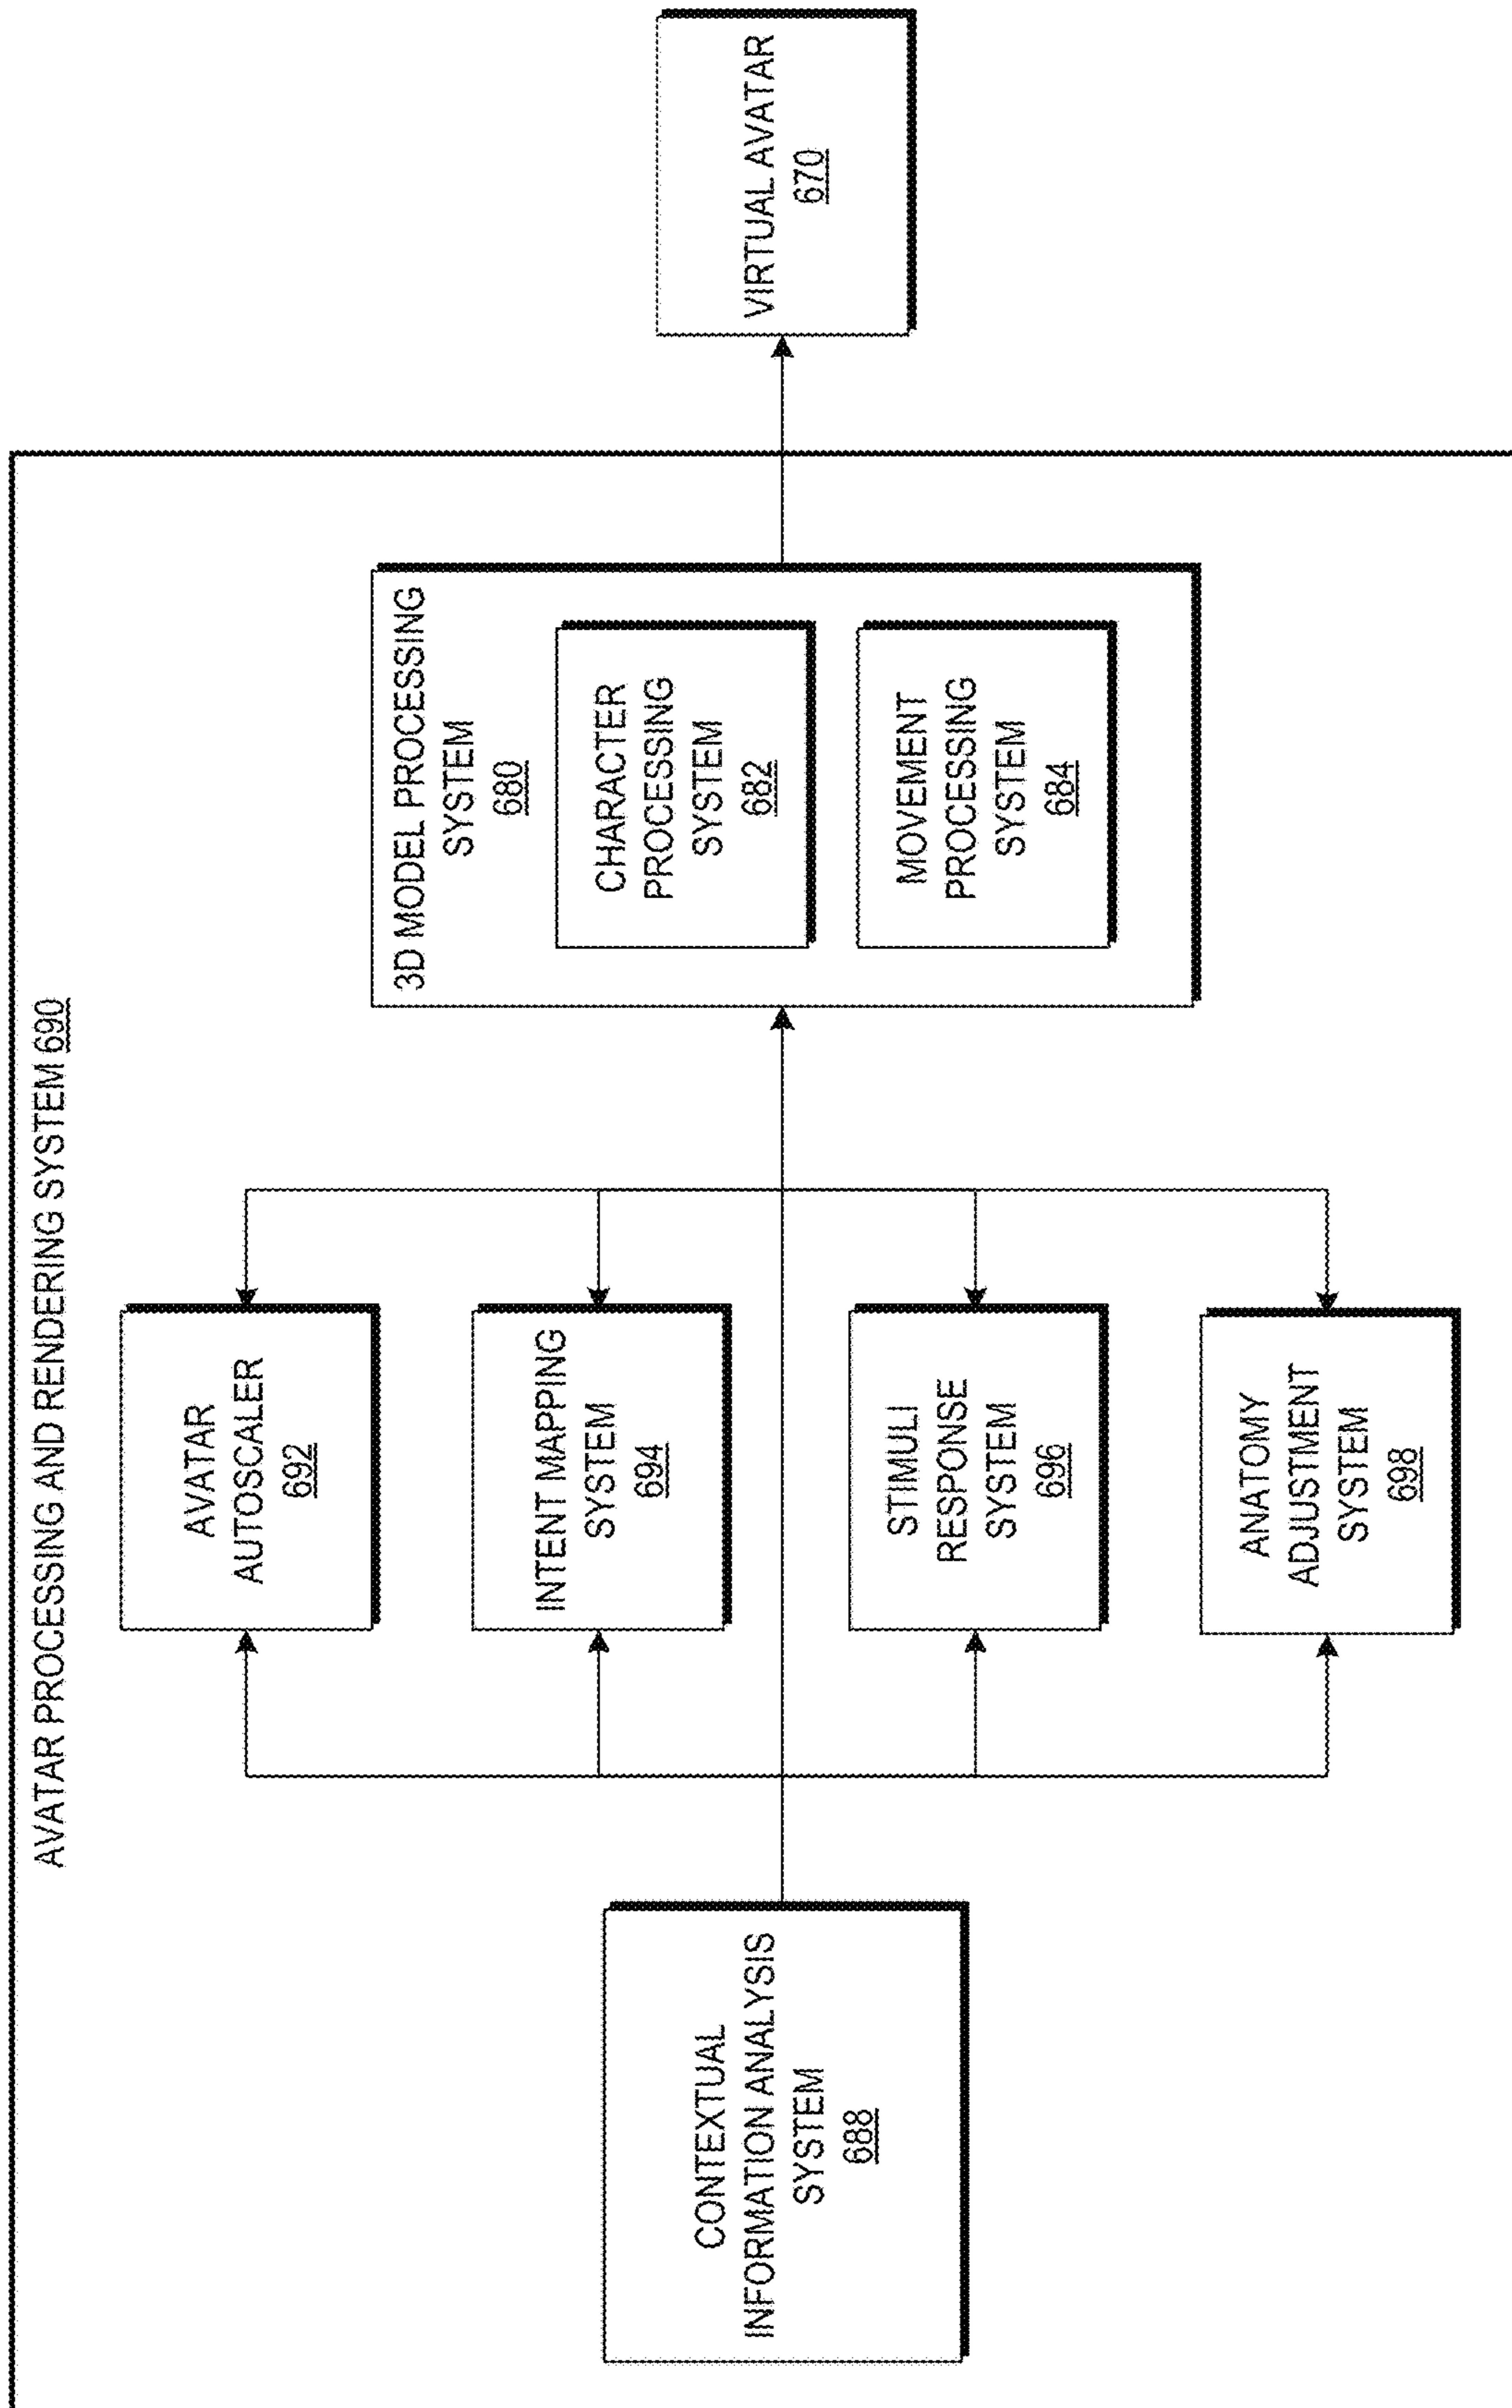 AVATAR PROCESSING AND RENDERING SYSTEM 690
CONTEXTUAL
INFORMATION ANALYSIS
SYSTEM
688
AVATAR
AUTOSCALER
692
INTENT MAPPING
SYSTEM
694
STIMULI
RESPONSE
SYSTEM
696
ANATOMY
ADJUSTMENT
SYSTEM
698
3D MODEL PROCESSING
SYSTEM
680
CHARACTER
PROCESSING
SYSTEM
682
MOVEMENT
PROCESSING
SYSTEM
684
VIRTUAL AVATAR
670